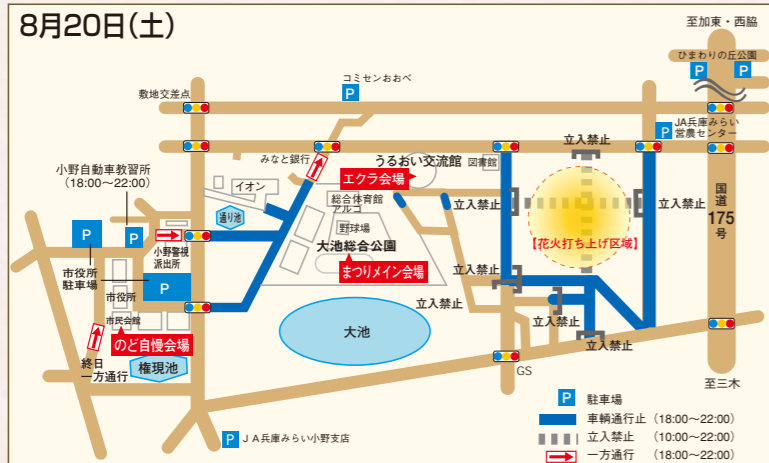 8月20日(土)
至加東・西脇
ひまわりの丘公園
P
P
コミセンおおべ
P
敷地交差点
P
JA兵庫みらい
営農センター
立入禁止
みなと銀行
うるおい交流館
図書館
エクラ会場
小野自動車教習所
(18:00〜22:00)
イオン
総合体育館
アルゴ
通り池
野球場
大池総合公園
まつりメイン会場
立入禁止
立入禁止
【花火打ち上げ区域】
国道
175
号
P
P
小野警視
派出所
市役所
駐車場
P
市役所
市民会館
のど自慢会場
終日
一方通行
権現池
大池
立入禁止
立入禁止
立入禁止
GS
至三木
P
JA兵庫みらい小野支店
P 駐車場
車輌通行止 (18:00〜22:00)
立入禁止 (10:00〜22:00)
一方通行 (18:00〜22:00)